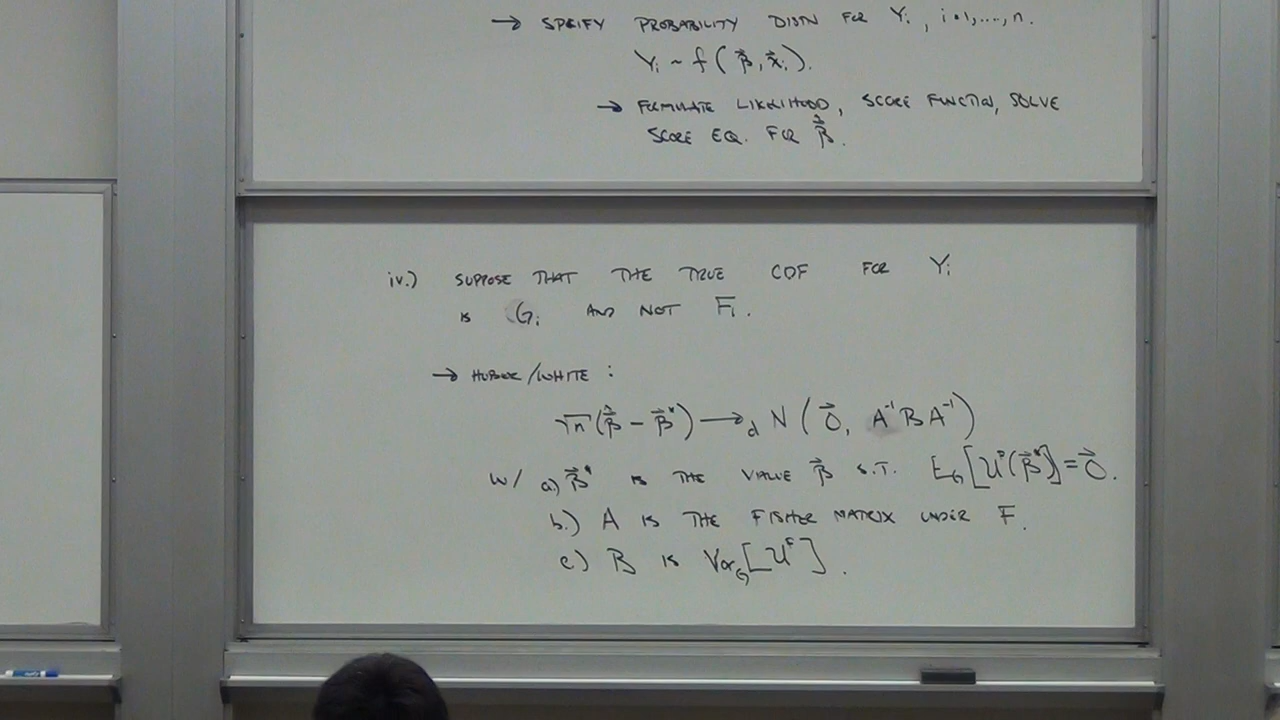 → SPECIFY PROBABILITY DISTN FOR Yᵢ, i=1,...,n.
Yᵢ ~ f(β⃗, x⃗ᵢ).
→ FORMULATE LIKELIHOOD, SCORE FUNCTION, SOLVE
SCORE EQ. FOR β̂⃗.
iv.) SUPPOSE THAT THE TRUE CDF FOR Yᵢ
IS Gᵢ AND NOT Fᵢ.
→ HUBER/WHITE:
√n(β̂⃗ - β⃗*) →d N(0⃗, A⁻¹BA⁻¹)
W/ a) β⃗* IS THE VALUE β⃗ S.T. E_G[U^F(β⃗*)]=0⃗.
b.) A IS THE FISHER MATRIX UNDER F.
c) B IS Var_G[U^F].